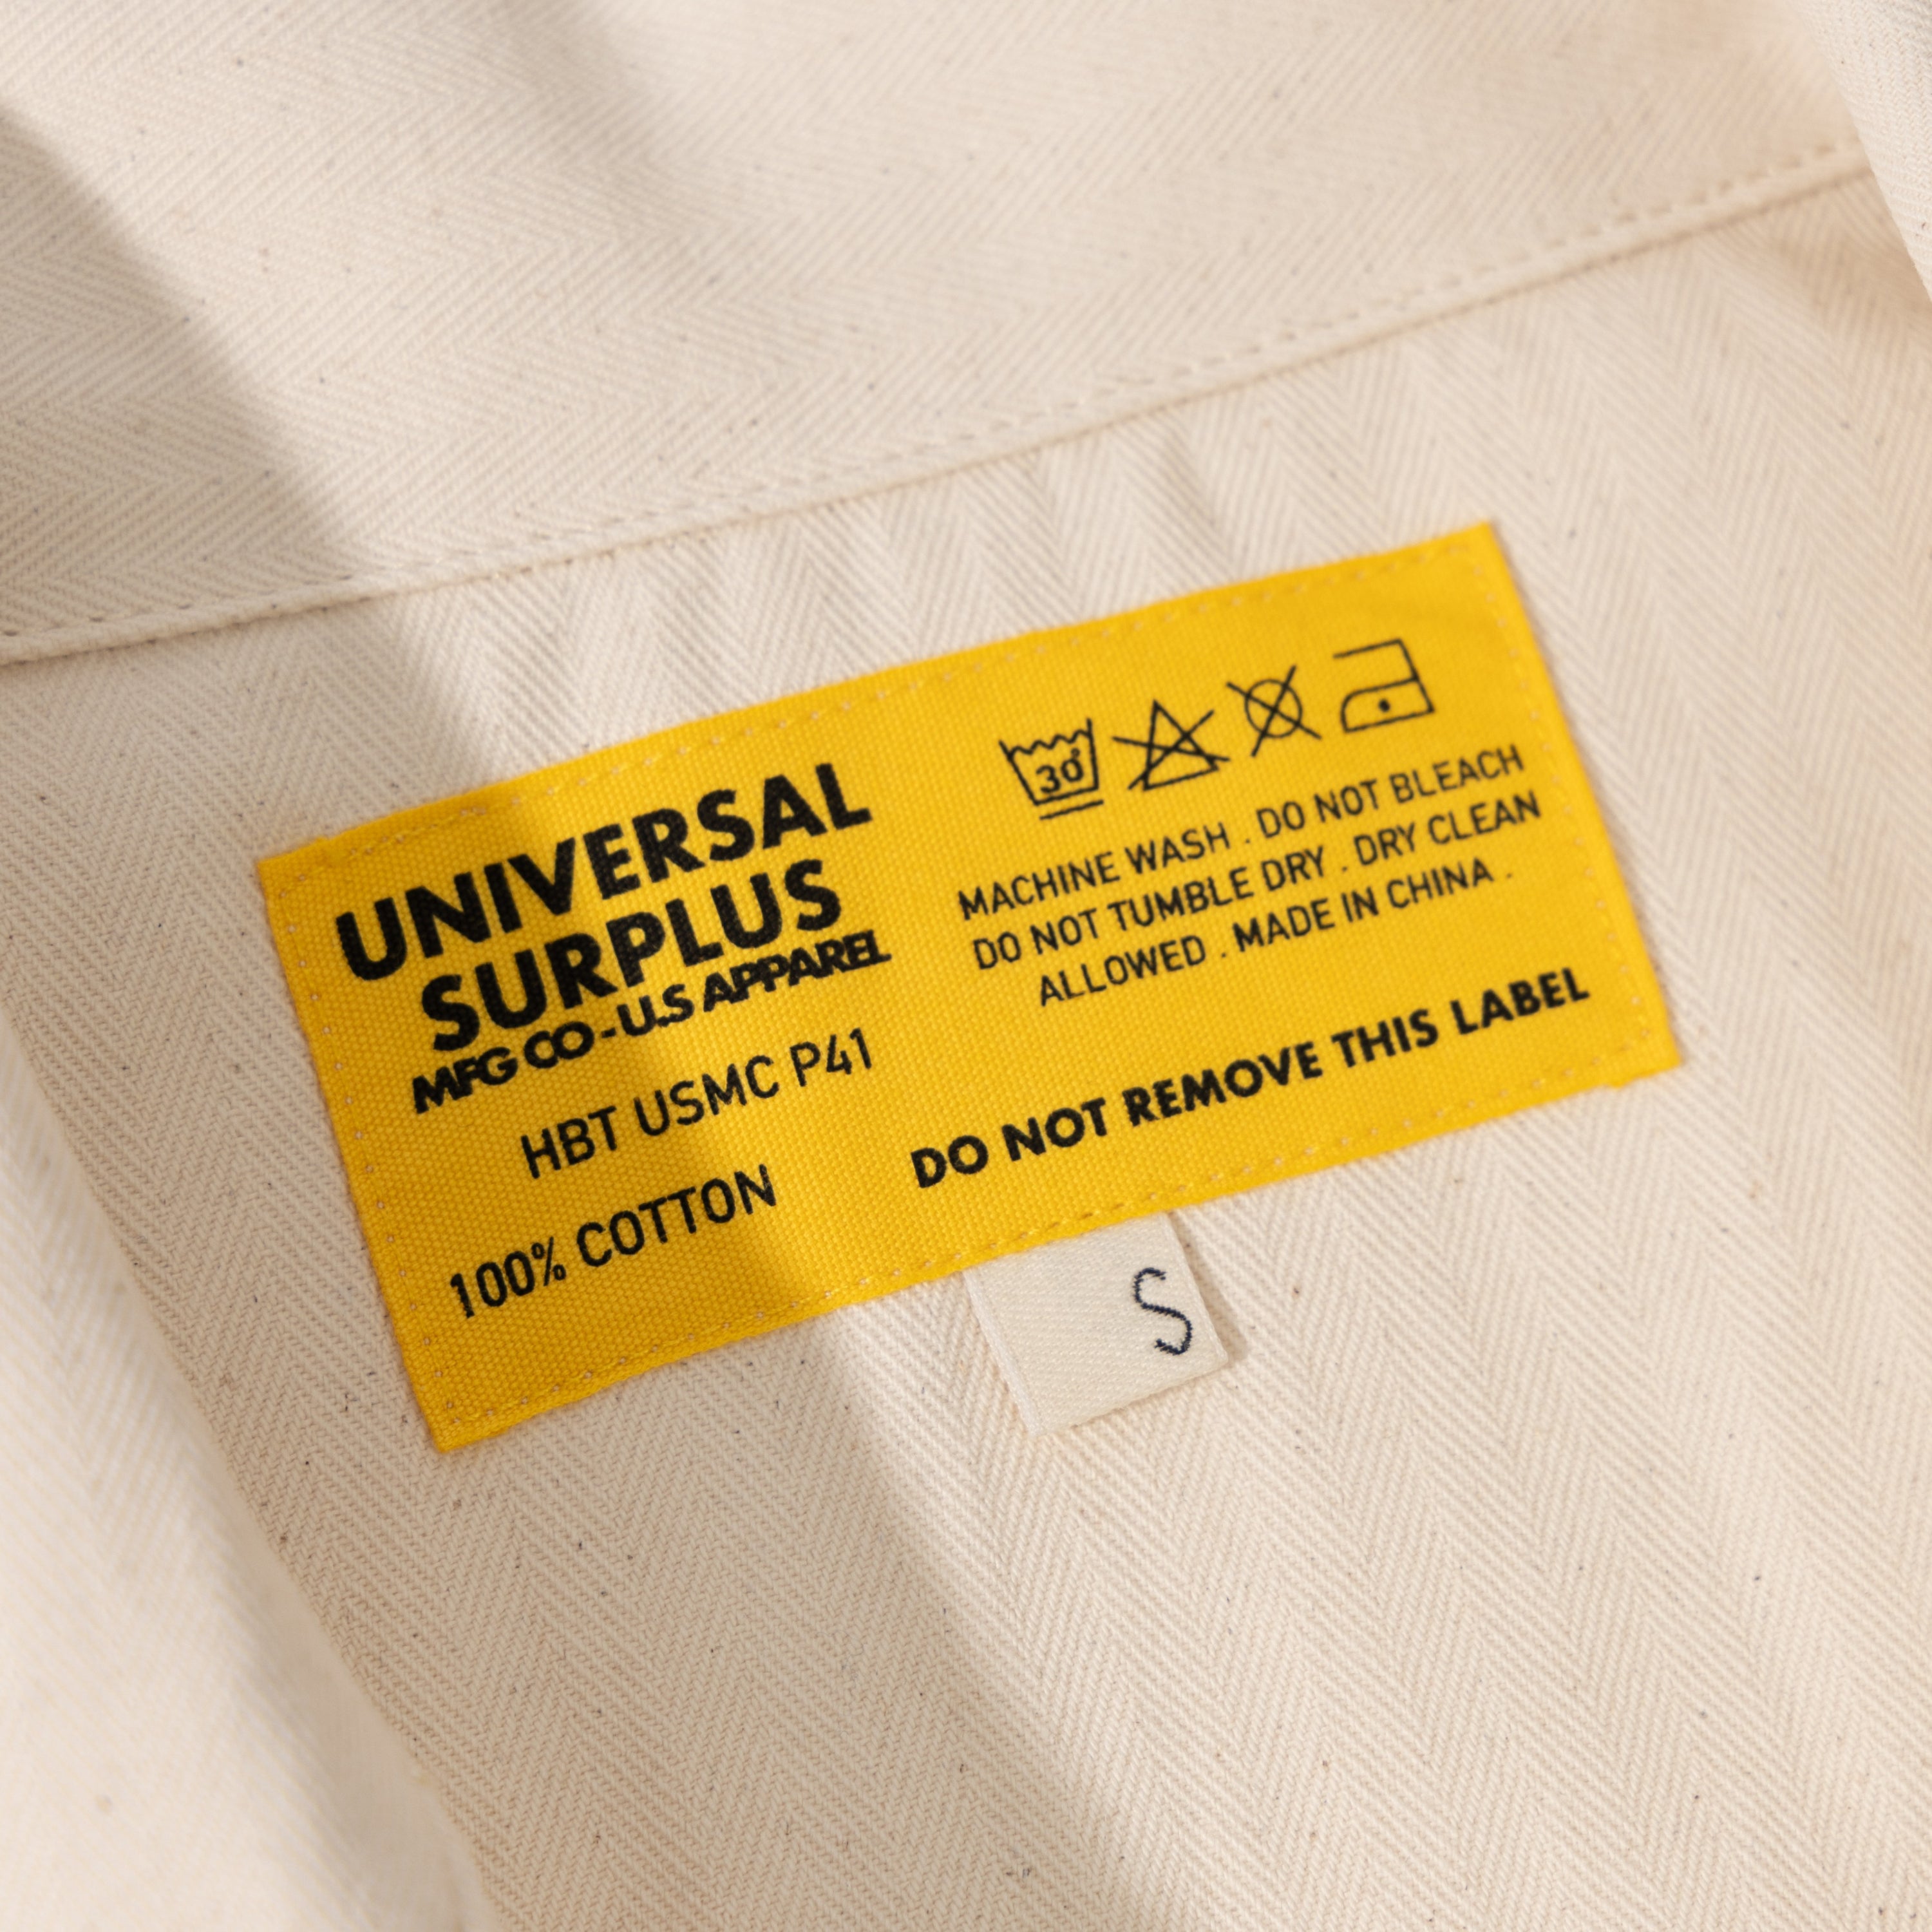 UNIVERSAL
SURPLUS
MFG CO - U.S APPAREL
HBT USMC P41
100% COTTON
30°
MACHINE WASH . DO NOT BLEACH
DO NOT TUMBLE DRY . DRY CLEAN
ALLOWED . MADE IN CHINA .
DO NOT REMOVE THIS LABEL
S